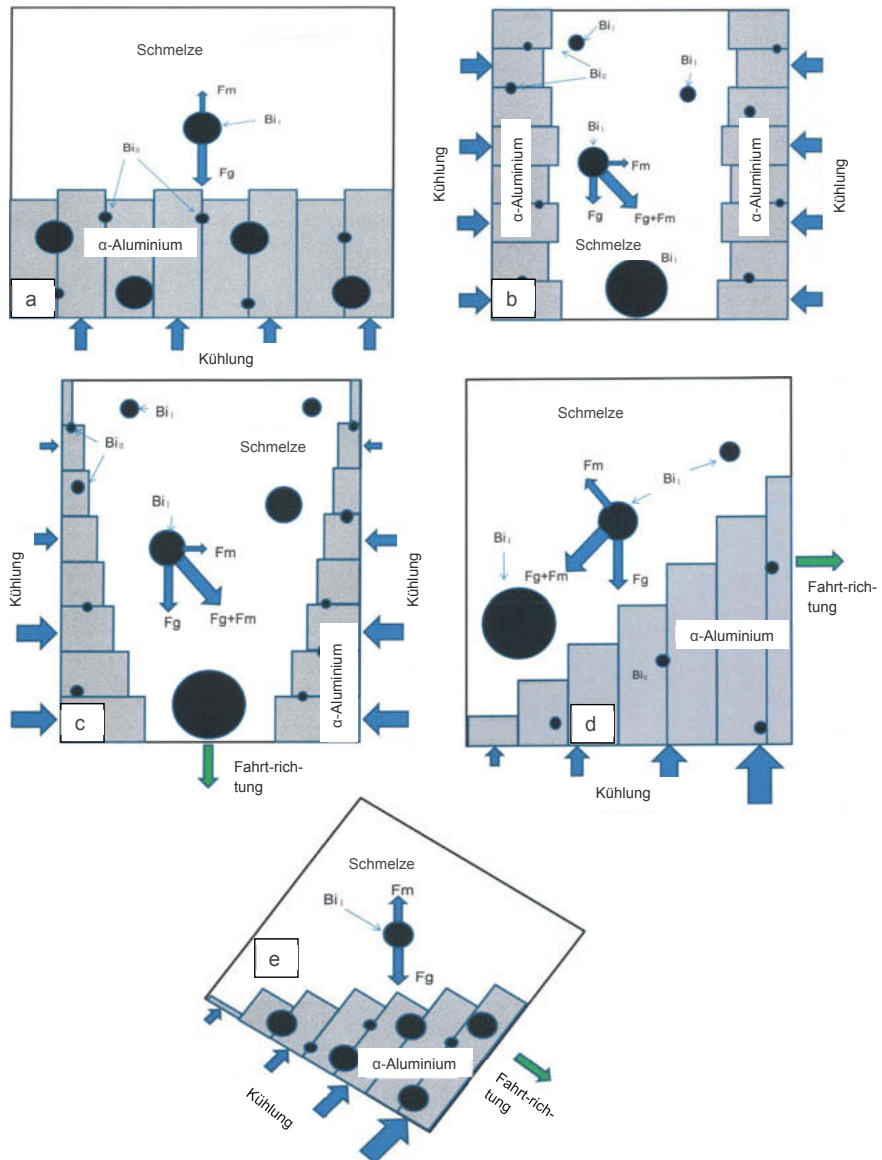 Schmelze
Fm
Bi I
Bi II
Fg
α-Aluminium
a
Kühlung
Bi I
Bi II
Bi I
Bi I
Fm
Fg
Fg+Fm
Schmelze
Bi I
α-Aluminium
α-Aluminium
Kühlung
Kühlung
b
Bi I
Bi II
Schmelze
Bi I
Fm
Fg
Fg+Fm
Kühlung
Kühlung
α-Aluminium
c
Fahrt-rich-
tung
Schmelze
Fm
Bi I
Bi I
Fg+Fm
Fg
Fahrt-rich-
tung
α-Aluminium
d
Kühlung
Schmelze
Bi I
Fm
e
Fg
α-Aluminium
Kühlung
Fahrt-rich-
tung